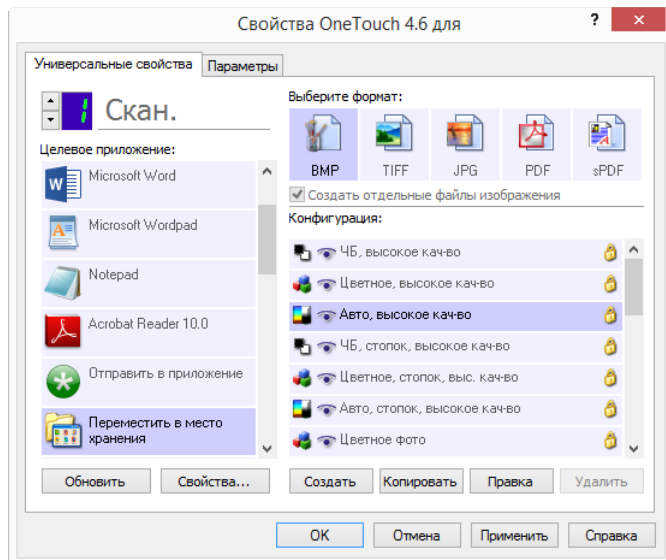 Свойства OneTouch 4.6 для
?
×
Универсальные свойства
Параметры
1
Скан.
Целевое приложение:
Microsoft Word
Microsoft Wordpad
Notepad
Acrobat Reader 10.0
Отправить в приложение
Переместить в место
хранения
Обновить
Свойства...
Выберите формат:
BMP
TIFF
JPG
PDF
sPDF
Создать отдельные файлы изображения
Конфигурация:
ЧБ, высокое кач-во
Цветное, высокое кач-во
Авто, высокое кач-во
ЧБ, стопок, высокое кач-во
Цветное, стопок, выс. кач-во
Авто, стопок, высокое кач-во
Цветное фото
Создать
Копировать
Правка
Удалить
OK
Отмена
Применить
Справка